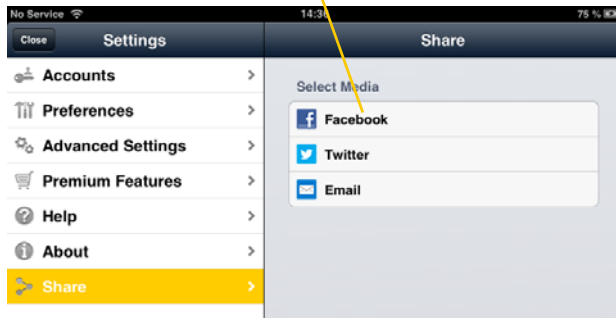 No Service 14:36 75 %
Close Settings Share
Accounts
Preferences
Advanced Settings
Premium Features
Help
About
Share
Select Media
Facebook
Twitter
Email